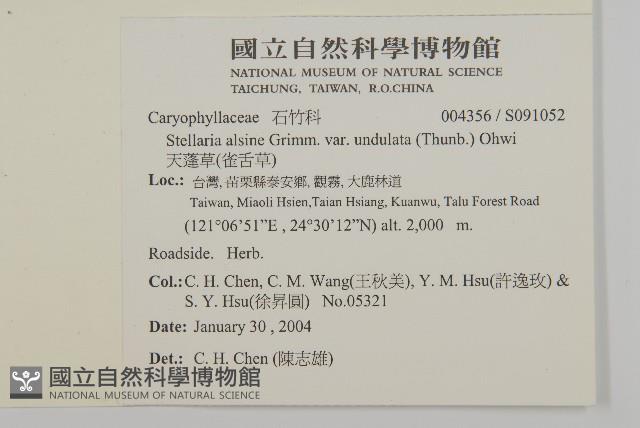 國立自然科學博物館
NATIONAL MUSEUM OF NATURAL SCIENCE
TAICHUNG, TAIWAN, R.O.CHINA
Caryophyllaceae 石竹科 004356 / S091052
Stellaria alsine Grimm. var. undulata (Thunb.) Ohwi
天蓬草(雀舌草)
Loc.: 台灣, 苗栗縣泰安鄉, 觀霧, 大鹿林道
Taiwan, Miaoli Hsien,Taian Hsiang, Kuanwu, Talu Forest Road
(121°06’51”E , 24°30’12”N) alt. 2,000 m.
Roadside. Herb.
Col.: C. H. Chen, C. M. Wang(王秋美), Y. M. Hsu(許逸玫) &
S. Y. Hsu(徐昇圓) No.05321
Date: January 30 , 2004
Det.: C. H. Chen (陳志雄)
國立自然科學博物館
NATIONAL MUSEUM OF NATURAL SCIENCE